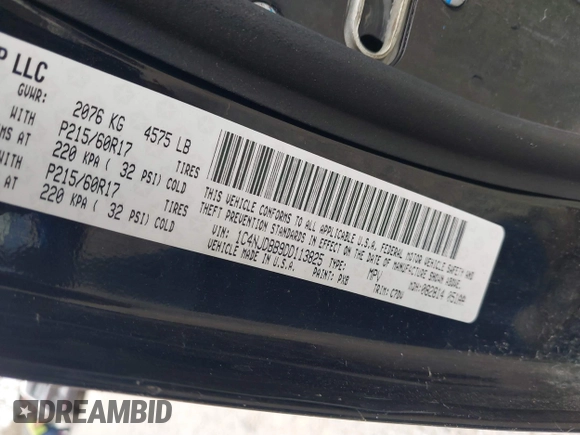 P LLC
GVWR: 2076 KG 4575 LB
WITH P215/60R17 TIRES
MS AT 220 KPA ( 32 PSI) COLD
WITH P215/60R17 TIRES
AT 220 KPA ( 32 PSI) COLD
THIS VEHICLE CONFORMS TO ALL APPLICABLE U.S.A. FEDERAL MOTOR VEHICLE SAFETY AND
THEFT PREVENTION STANDARDS IN EFFECT ON THE DATE OF MANUFACTURE SHOWN ABOVE.
VIN: 1C4NJDBB9DD113825 TYPE: MPV
VEHICLE MADE IN U.S.A. PAINT: PXB TRIM: MDH: 082814
DREAMBID